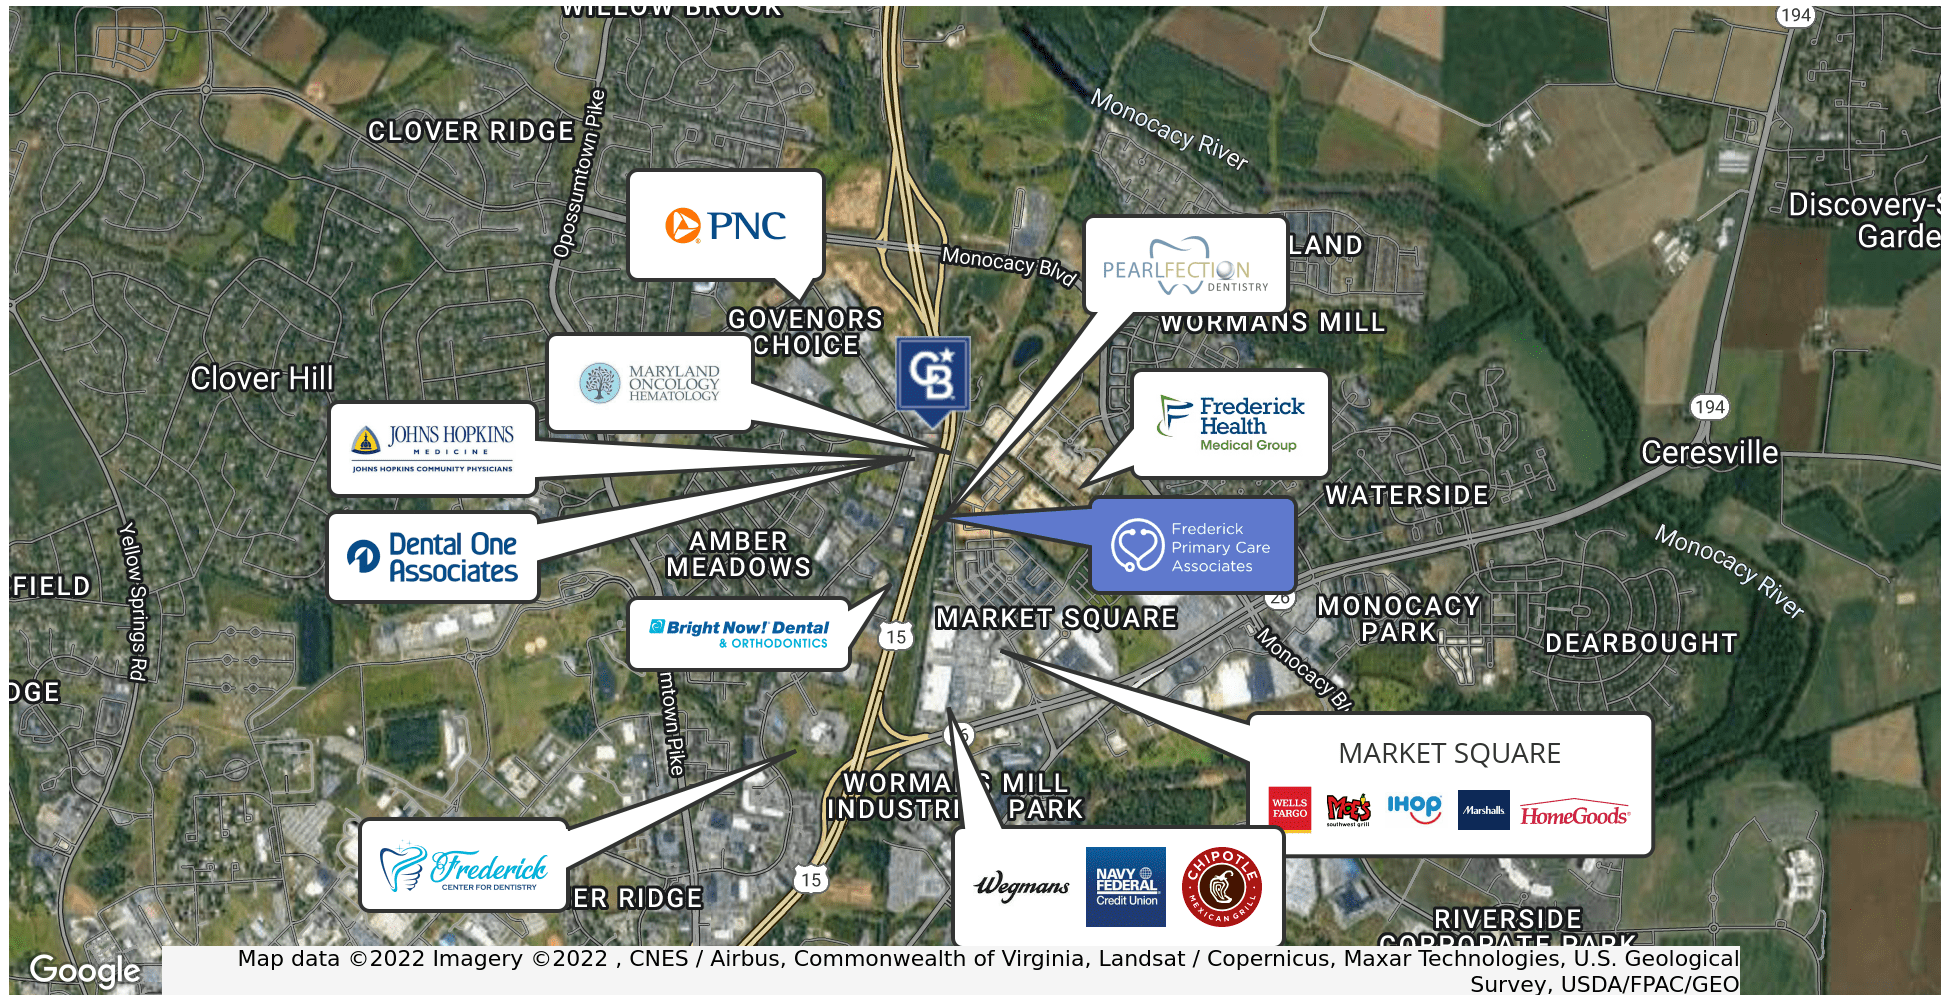 WILLOW BROOK
194
Monocacy River
CLOVER RIDGE
Opossumtown Pike
PNC
Discovery-S
Garde
LAND
Monocacy Blvd
PEARLFECTION
DENTISTRY
GOVENORS
CHOICE
WORMANS MILL
CB
MARYLAND
ONCOLOGY
HEMATOLOGY
Clover Hill
Frederick
Health
Medical Group
194
JOHNS HOPKINS
MEDICINE
JOHNS HOPKINS COMMUNITY PHYSICIANS
Ceresville
WATERSIDE
Dental One
Associates
AMBER
MEADOWS
Frederick
Primary Care
Associates
Yellow Springs Rd
Monocacy River
FIELD
26
MONOCACY
PARK
MARKET SQUARE
Bright Now! Dental
& ORTHODONTICS
15
DEARBOUGHT
Monocacy Bl
DGE
mtown Pike
6
MARKET SQUARE
WELLS
FARGO
MOE'S
southwest grill
IHOP
Marshalls
HomeGoods
WORMA S MILL
INDUSTRI PARK
Frederick
CENTER FOR DENTISTRY
15
ER RIDGE
Wegmans
NAVY
FEDERAL
Credit Union
CHIPOTLE
MEXICAN GRILL
RIVERSIDE
CORPORATE PARK
Google
Map data ©2022 Imagery ©2022 , CNES / Airbus, Commonwealth of Virginia, Landsat / Copernicus, Maxar Technologies, U.S. Geological
Survey, USDA/FPAC/GEO